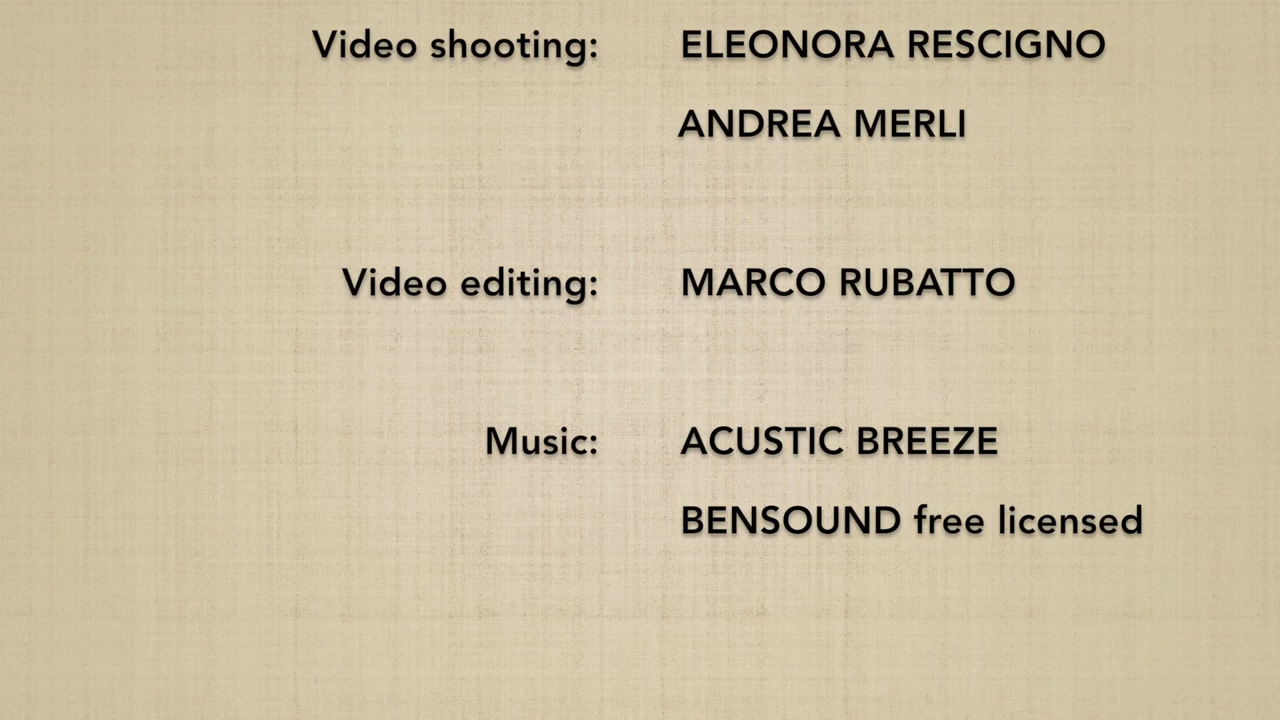 Video shooting: ELEONORA RESCIGNO
ANDREA MERLI
Video editing: MARCO RUBATTO
Music: ACUSTIC BREEZE
BENSOUND free licensed